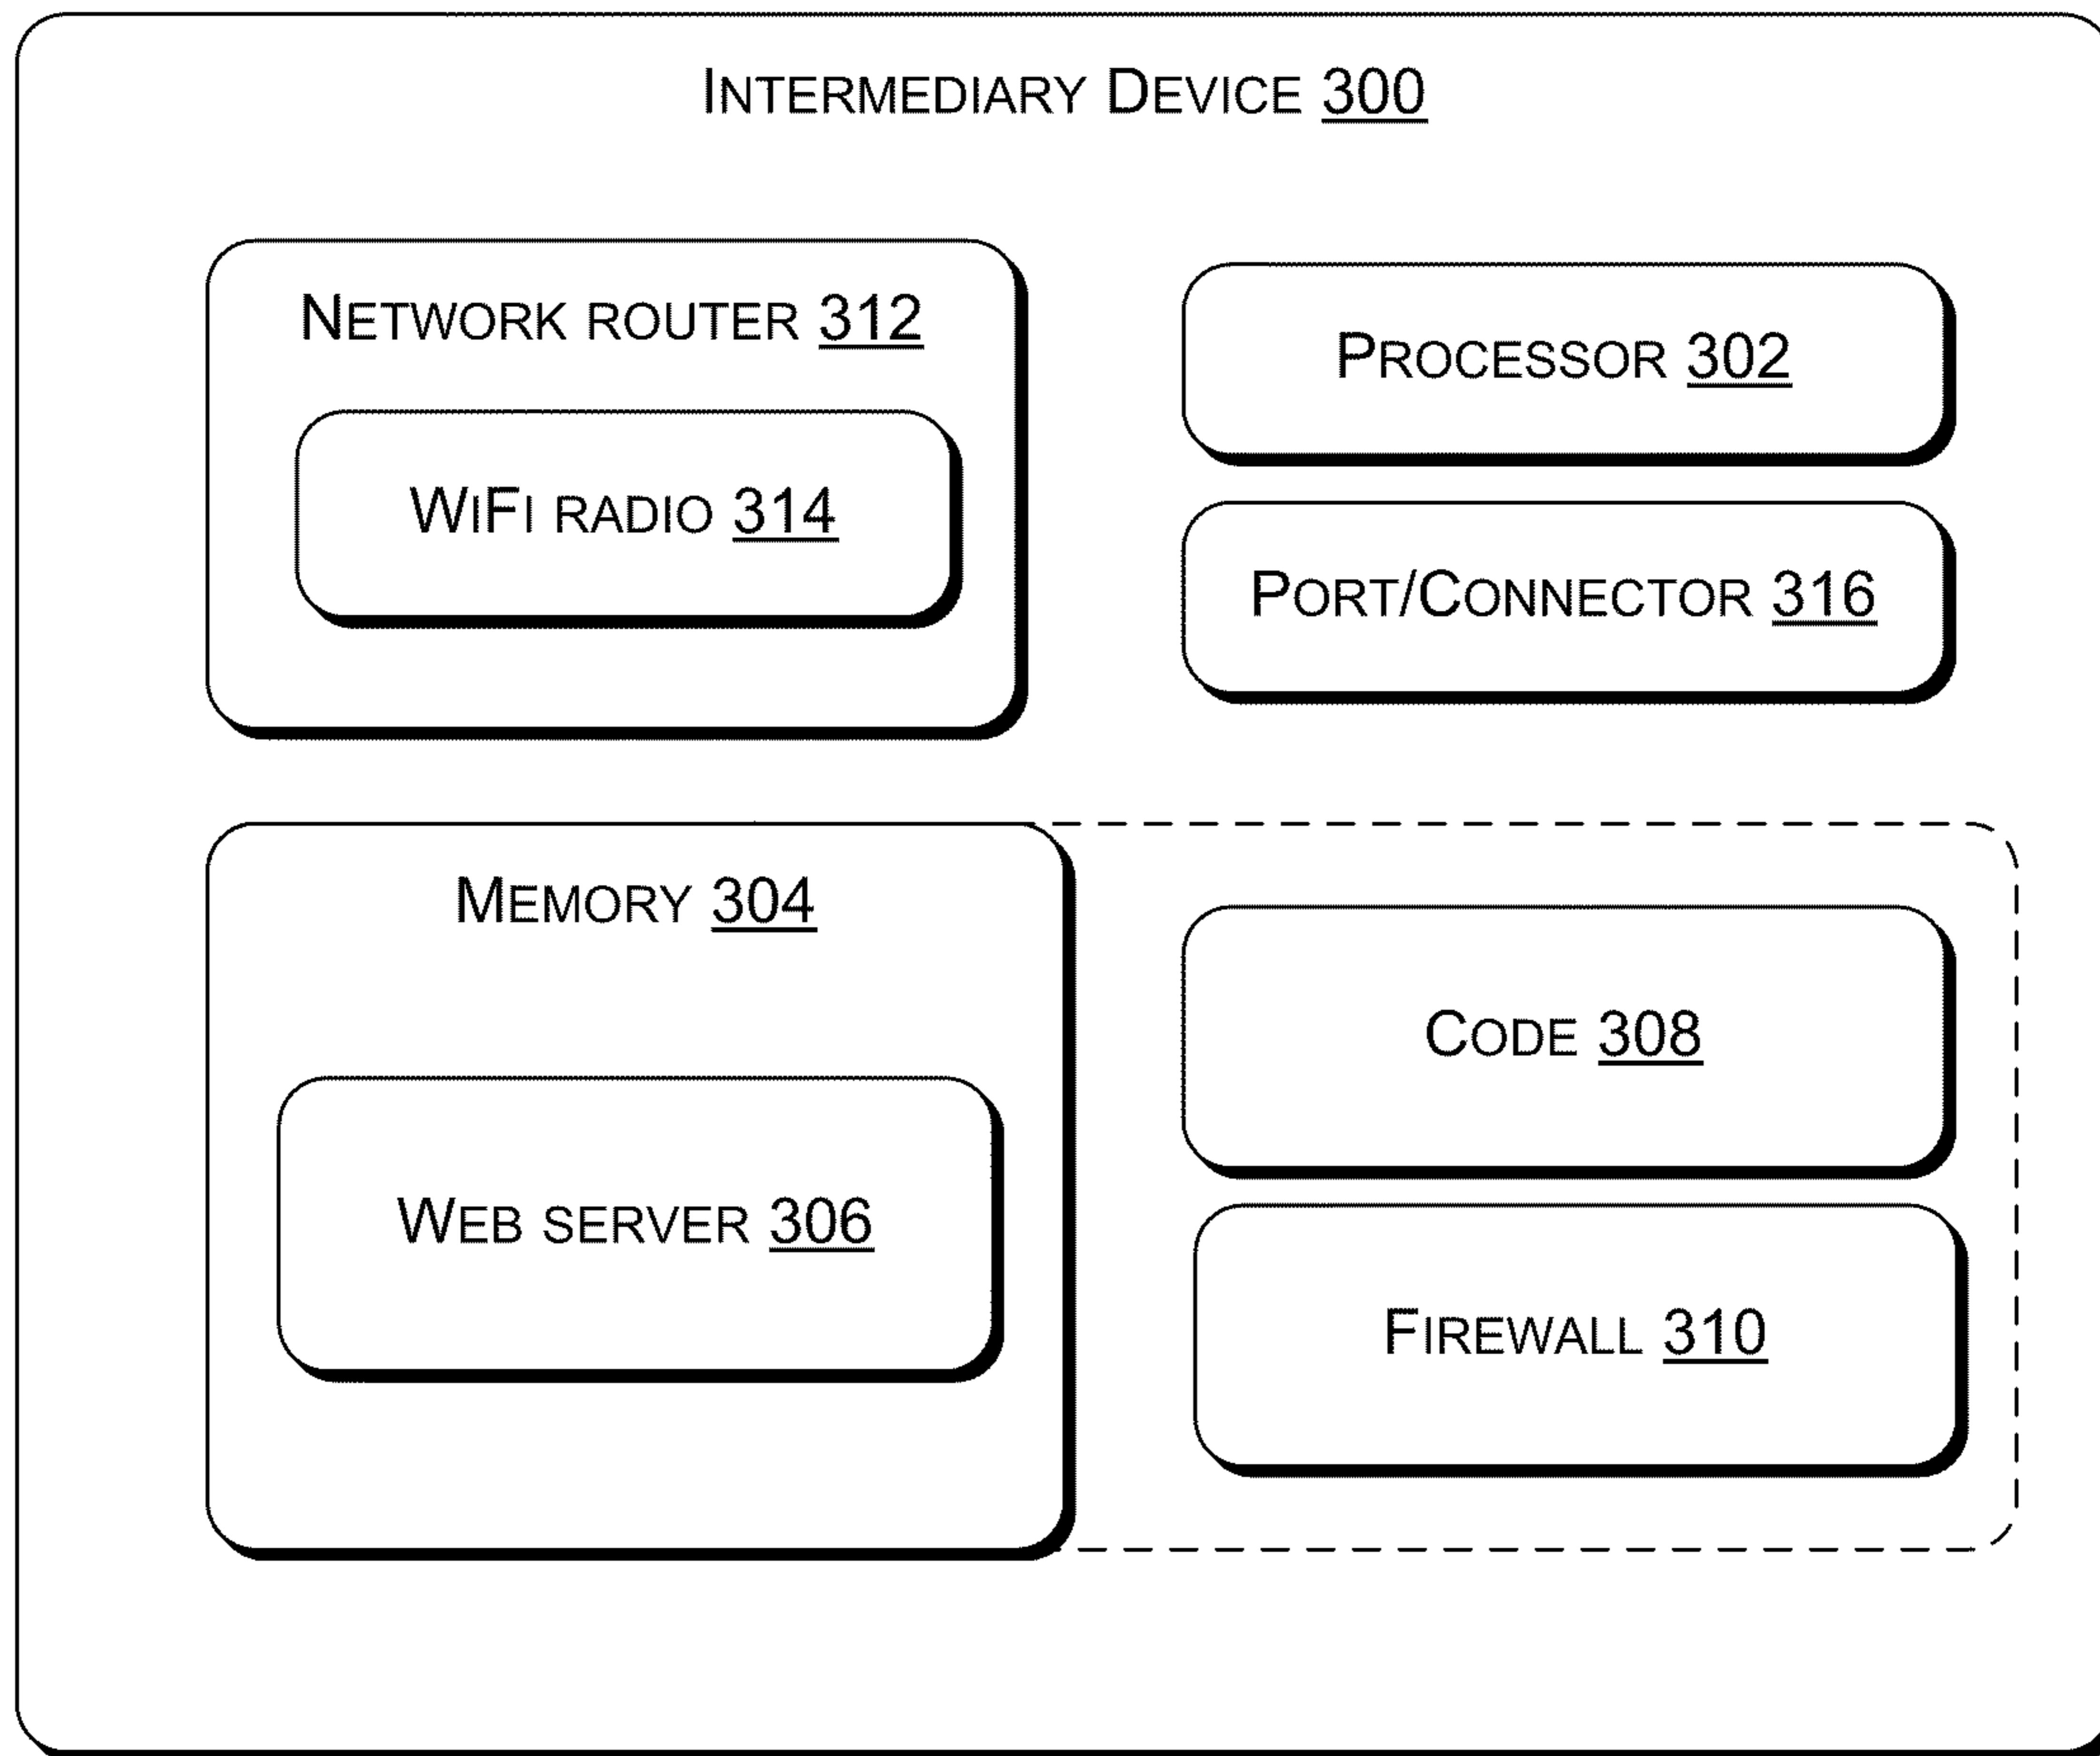 INTERMEDIARY DEVICE 300
NETWORK ROUTER 312
WIFI RADIO 314
PROCESSOR 302
PORT/CONNECTOR 316
MEMORY 304
WEB SERVER 306
CODE 308
FIREWALL 310